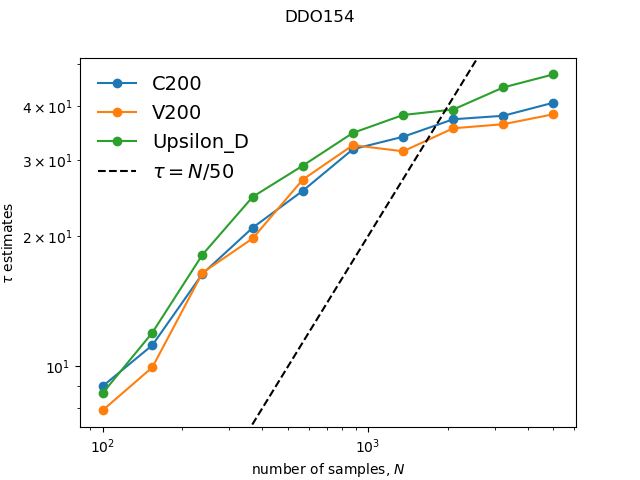 DDO154
C200
V200
Upsilon_D
τ = N/50
4 × 10¹
3 × 10¹
2 × 10¹
10¹
τ estimates
10² 10³
number of samples, N